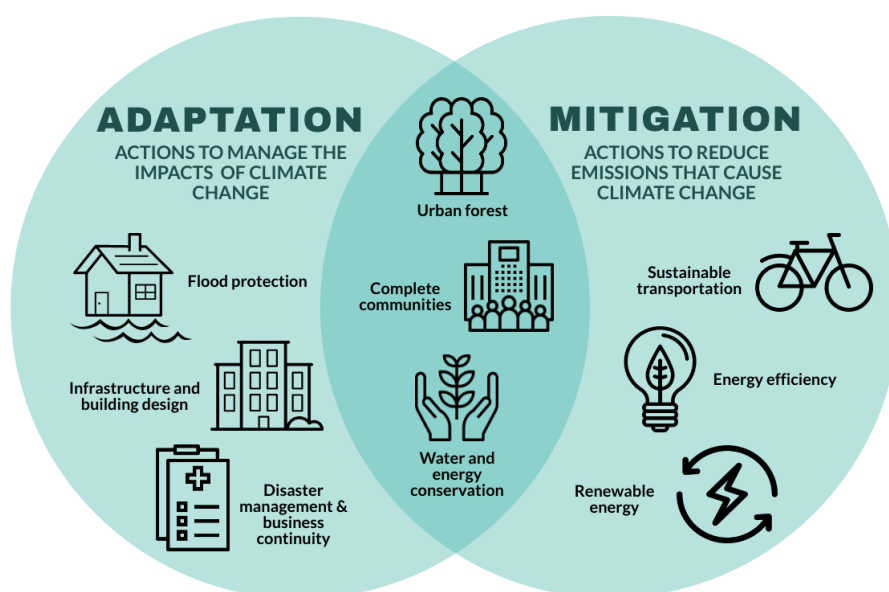 ADAPTATION
ACTIONS TO MANAGE THE
IMPACTS OF CLIMATE
CHANGE
Flood protection
Infrastructure and
building design
Disaster
management &
business
continuity
Urban forest
Complete
communities
Water and
energy
conservation
MITIGATION
ACTIONS TO REDUCE
EMISSIONS THAT CAUSE
CLIMATE CHANGE
Sustainable
transportation
Energy efficiency
Renewable
energy